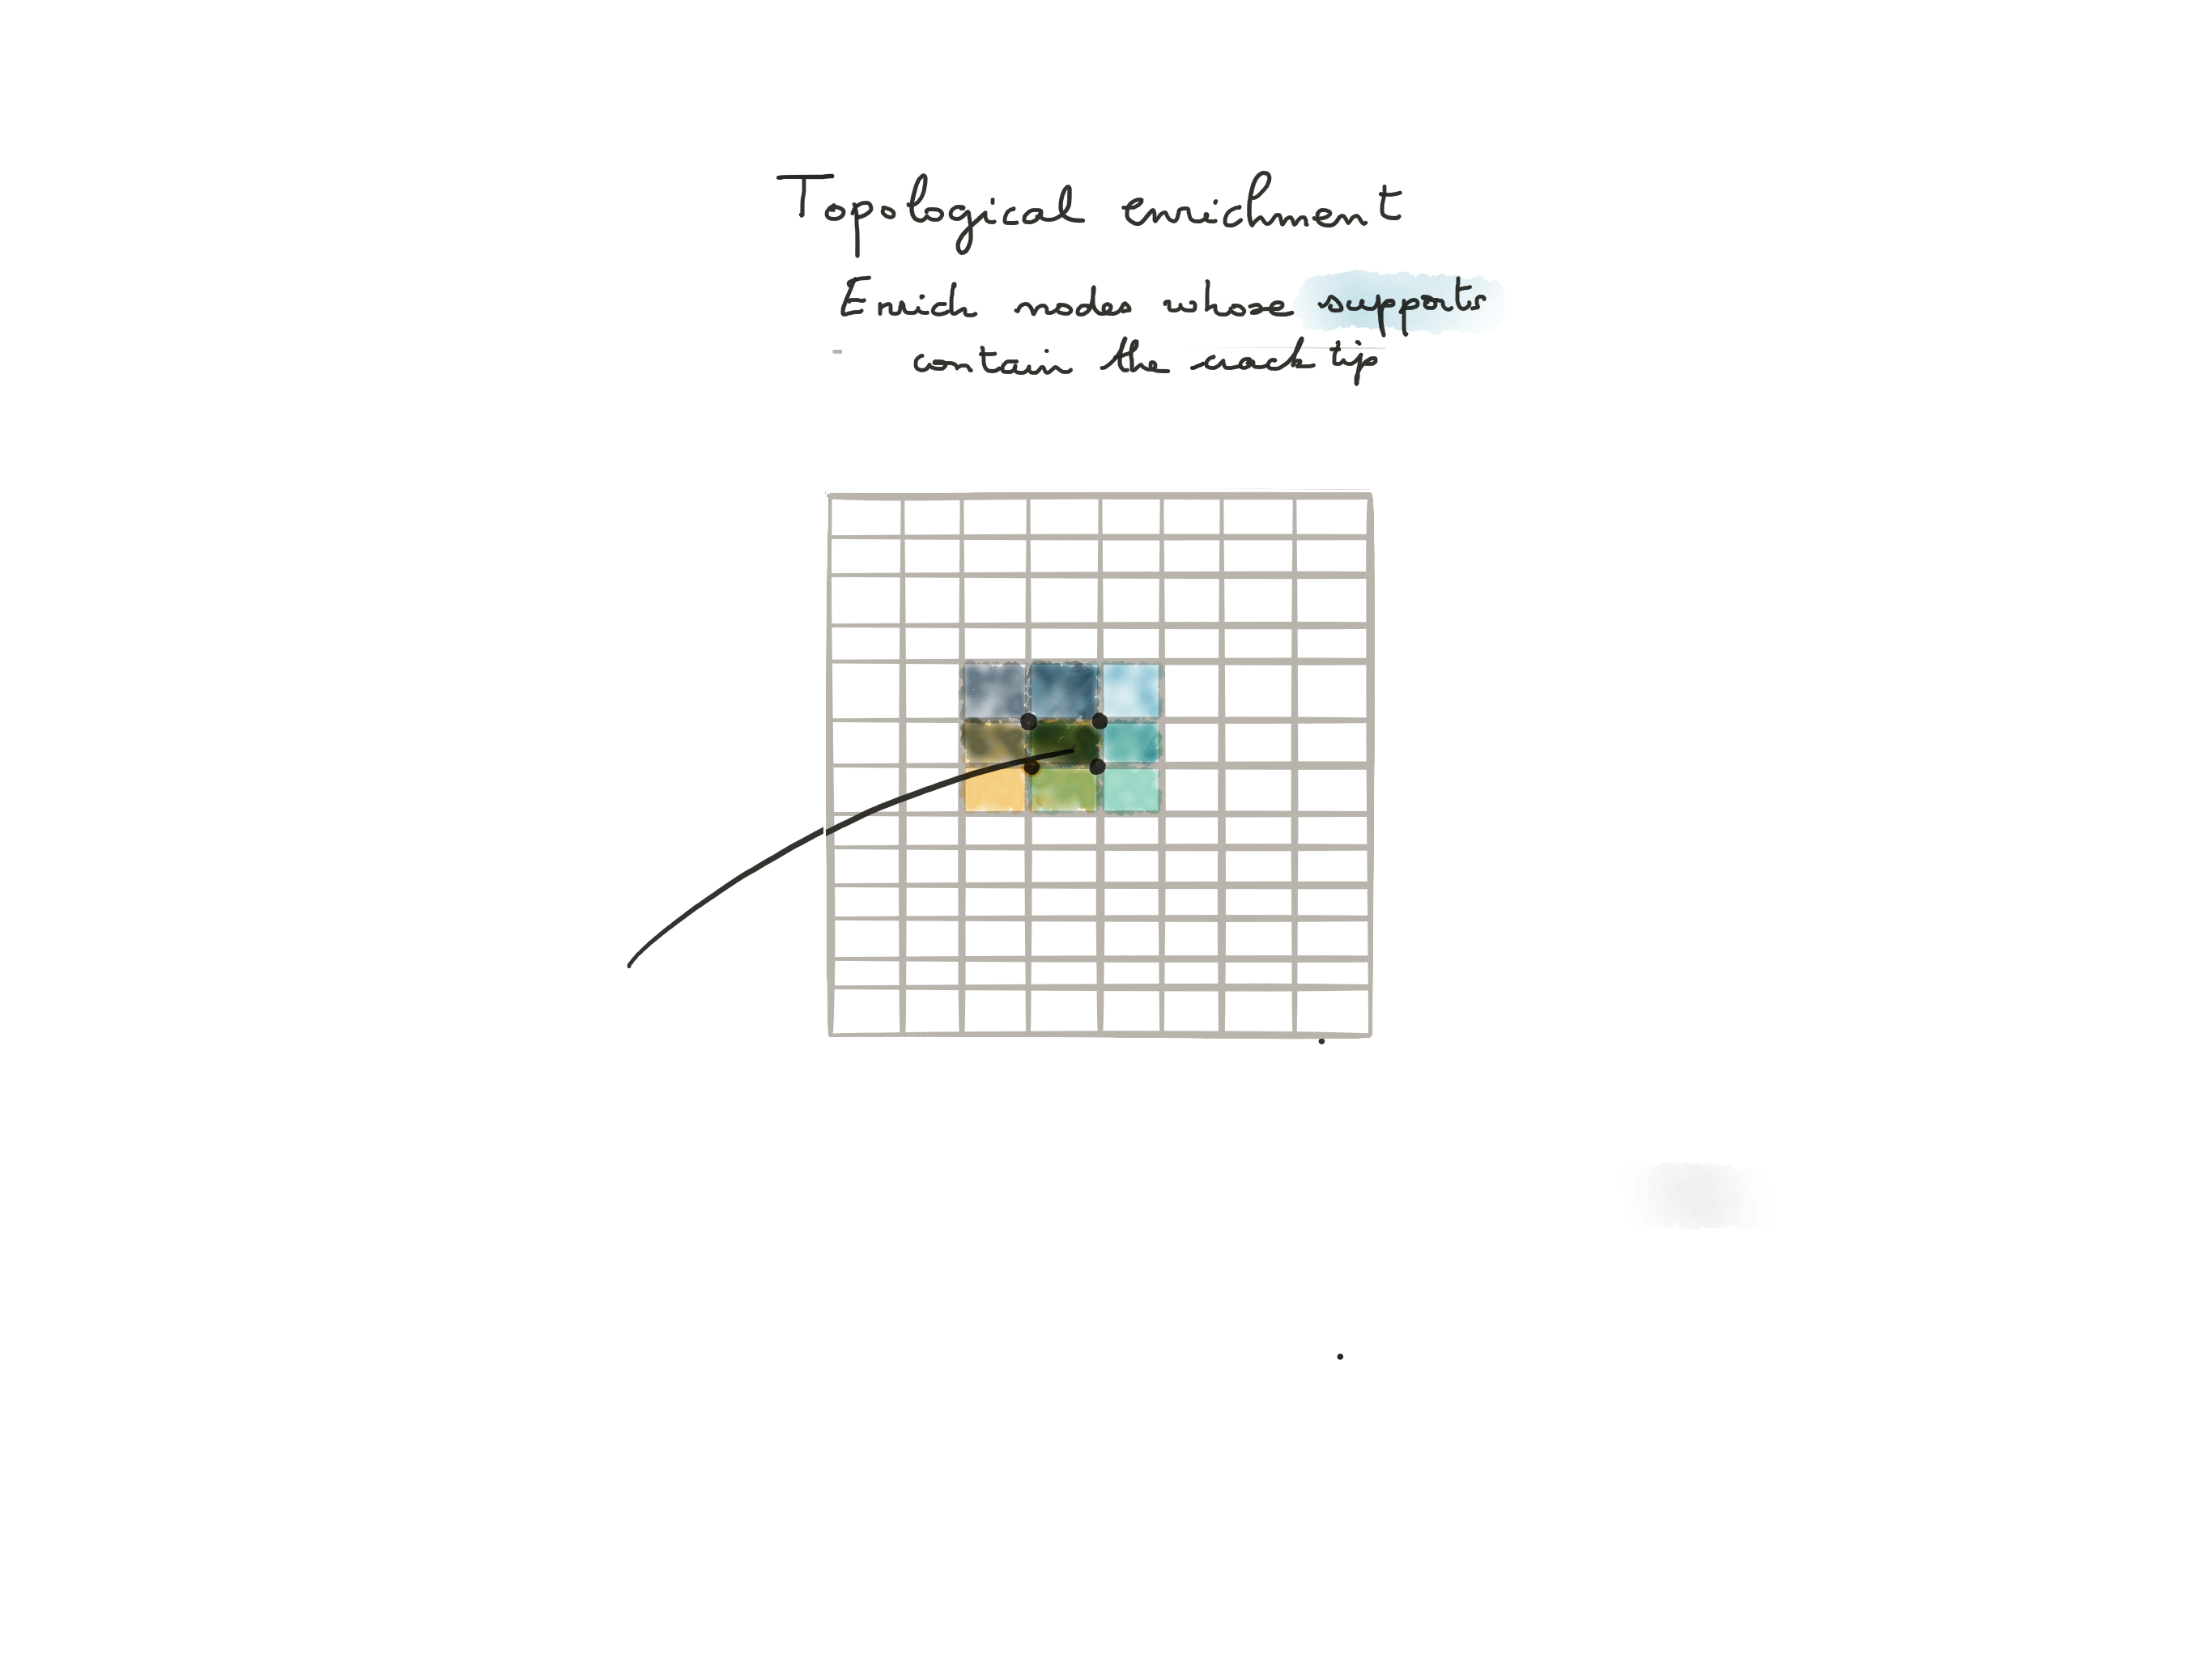 Topological enrichment
Enrich nodes whose supports
contain the crack tip